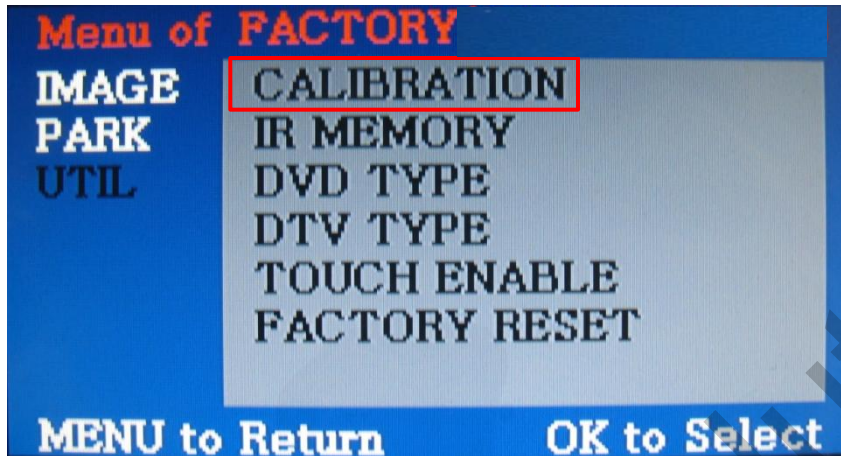 Menu of FACTORY
IMAGE CALIBRATION
PARK IR MEMORY
UTIL DVD TYPE
DTV TYPE
TOUCH ENABLE
FACTORY RESET
MENU to Return OK to Select